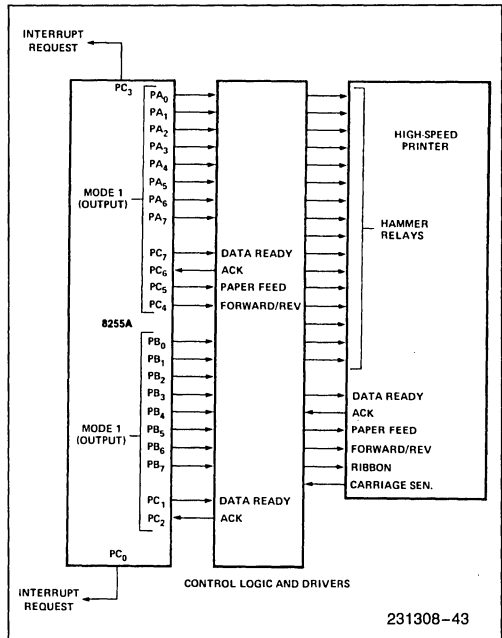 INTERRUPT
REQUEST
PC3
PA0
PA1
PA2
PA3
PA4
PA5
PA6
PA7
MODE 1
(OUTPUT)
PC7
PC6
PC5
PC4
DATA READY
ACK
PAPER FEED
FORWARD/REV
8255A
PB0
PB1
PB2
PB3
PB4
PB5
PB6
PB7
MODE 1
(OUTPUT)
PC1
PC2
DATA READY
ACK
PC0
INTERRUPT
REQUEST
CONTROL LOGIC AND DRIVERS
HIGH-SPEED
PRINTER
HAMMER
RELAYS
DATA READY
ACK
PAPER FEED
FORWARD/REV
RIBBON
CARRIAGE SEN.
231308-43